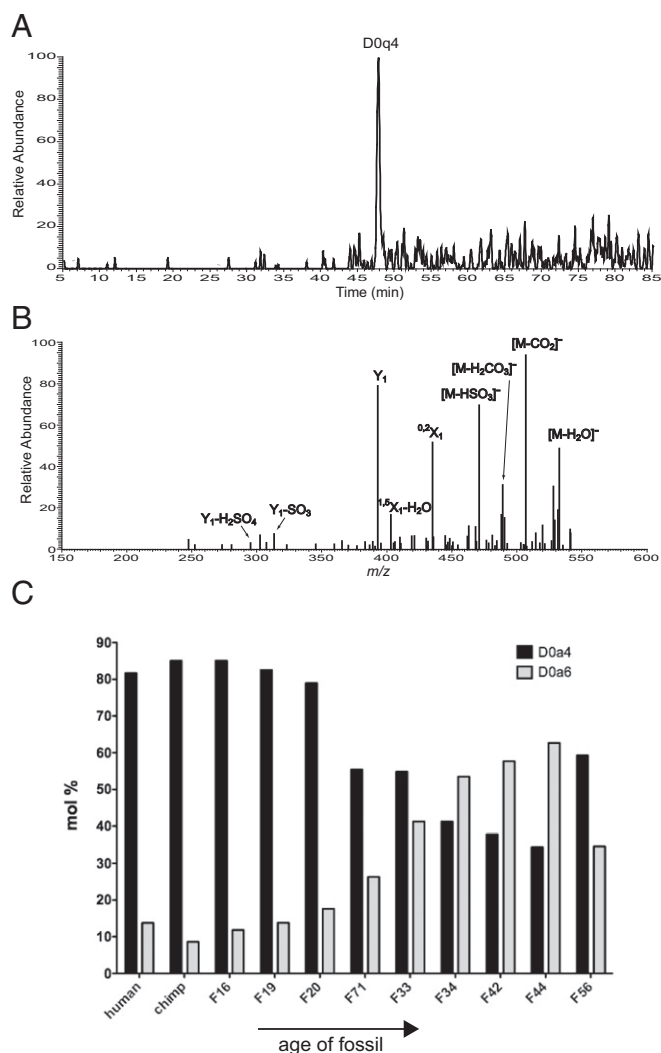 A
D0q4
100
80
60
40
20
0
Relative Abundance
5 10 15 20 25 30 35 40 45 50 55 60 65 70 75 80 85
Time (min)
B
100
80
60
40
20
0
Relative Abundance
[M-CO₂]⁻
[M-H₂CO₃]⁻
[M-HSO₃]⁻
Y₁
⁰,²X₁
[M-H₂O]⁻
¹,⁵X₁-H₂O
Y₁-H₂SO₄
Y₁-SO₃
150 200 250 300 350 400 450 500 550 600
m/z
C
90
80
70
60
50
40
30
20
10
0
mol %
D0a4
D0a6
human chimp F16 F19 F20 F71 F33 F34 F42 F44 F56
age of fossil